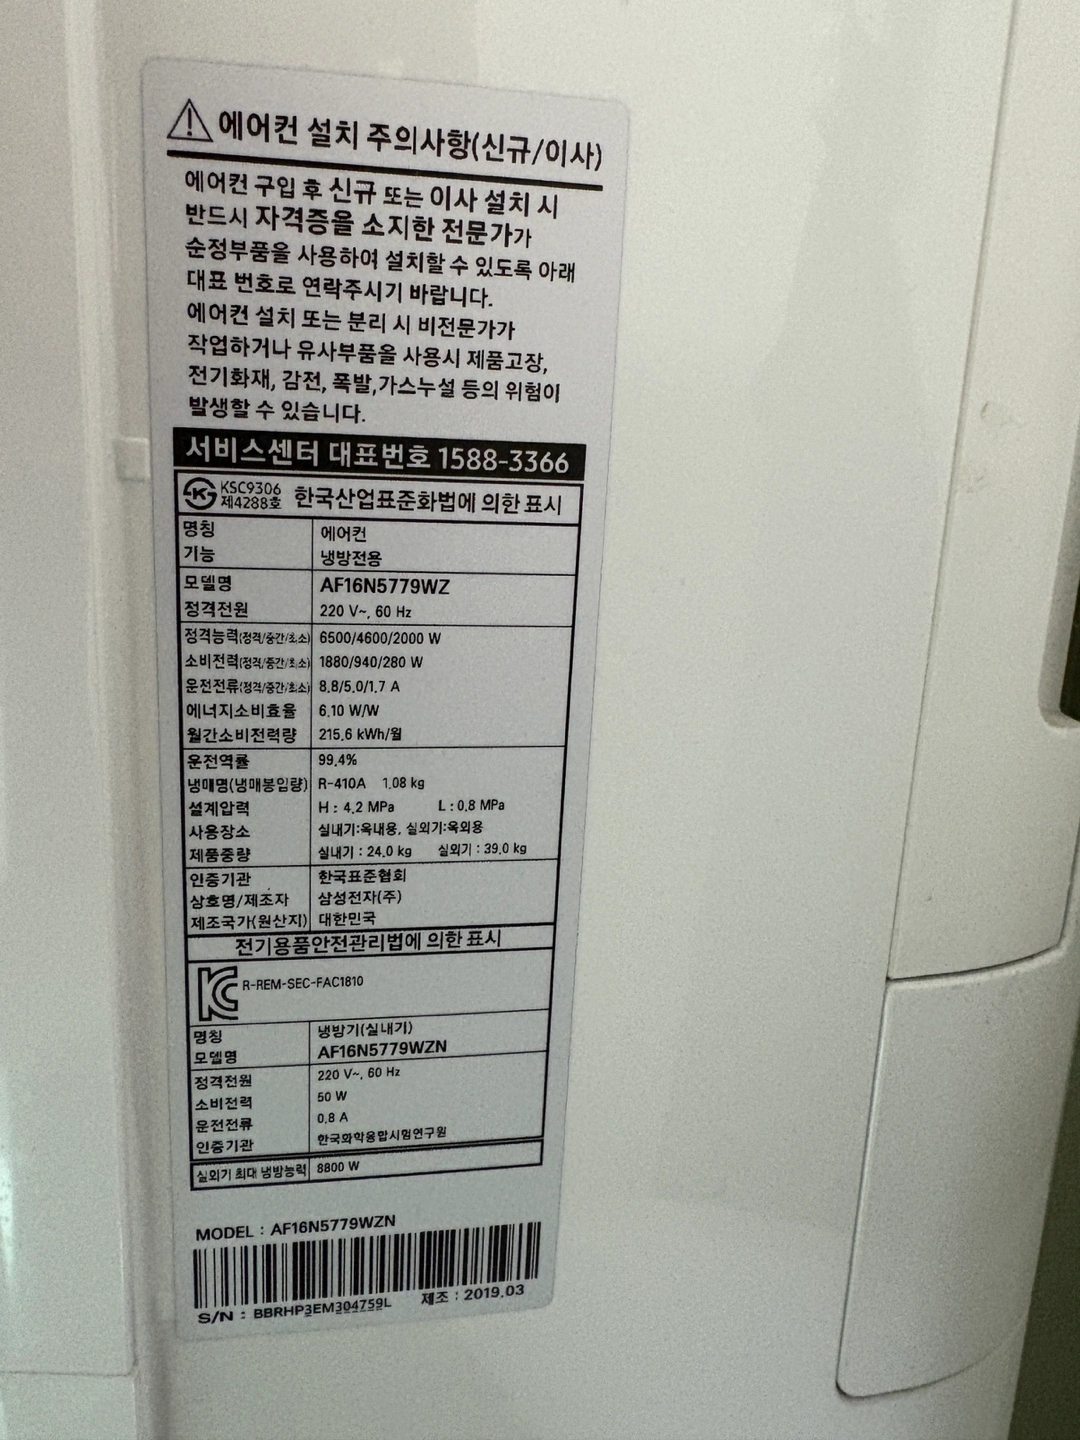 에어컨 설치 주의사항(신규/이사)
에어컨 구입 후 신규 또는 이사 설치 시
반드시 자격증을 소지한 전문가가
순정부품을 사용하여 설치할 수 있도록 아래
대표 번호로 연락주시기 바랍니다.
에어컨 설치 또는 분리 시 비전문가가
작업하거나 유사부품을 사용시 제품고장,
전기화재, 감전, 폭발,가스누설 등의 위험이
발생할 수 있습니다.
서비스센터 대표번호 1588-3366
KSC9306
제4288호 한국산업표준화법에 의한 표시
명칭 에어컨
기능 냉방전용
모델명 AF16N5779WZ
정격전원 220 V~, 60 Hz
정격능력(정격/중간/최소) 6500/4600/2000 W
소비전력(정격/중간/최소) 1880/940/280 W
운전전류(정격/중간/최소) 8.8/5.0/1.7 A
에너지소비효율 6.10 W/W
월간소비전력량 215.6 kWh/월
운전역률 99.4%
냉매명(냉매봉입량) R-410A 1.08 kg
설계압력 H : 4.2 MPa L : 0.8 MPa
사용장소 실내기:옥내용, 실외기:옥외용
제품중량 실내기 : 24.0 kg 실외기 : 39.0 kg
인증기관 한국표준협회
상호명/제조자 삼성전자(주)
제조국가(원산지) 대한민국
전기용품안전관리법에 의한 표시
R-REM-SEC-FAC1810
명칭 냉방기(실내기)
모델명 AF16N5779WZN
정격전원 220 V~, 60 Hz
소비전력 50 W
운전전류 0.8 A
인증기관 한국화학융합시험연구원
실외기 최대 냉방능력 8800 W
MODEL : AF16N5779WZN
S/N : BBRHP3EM304759L 제조 : 2019.03